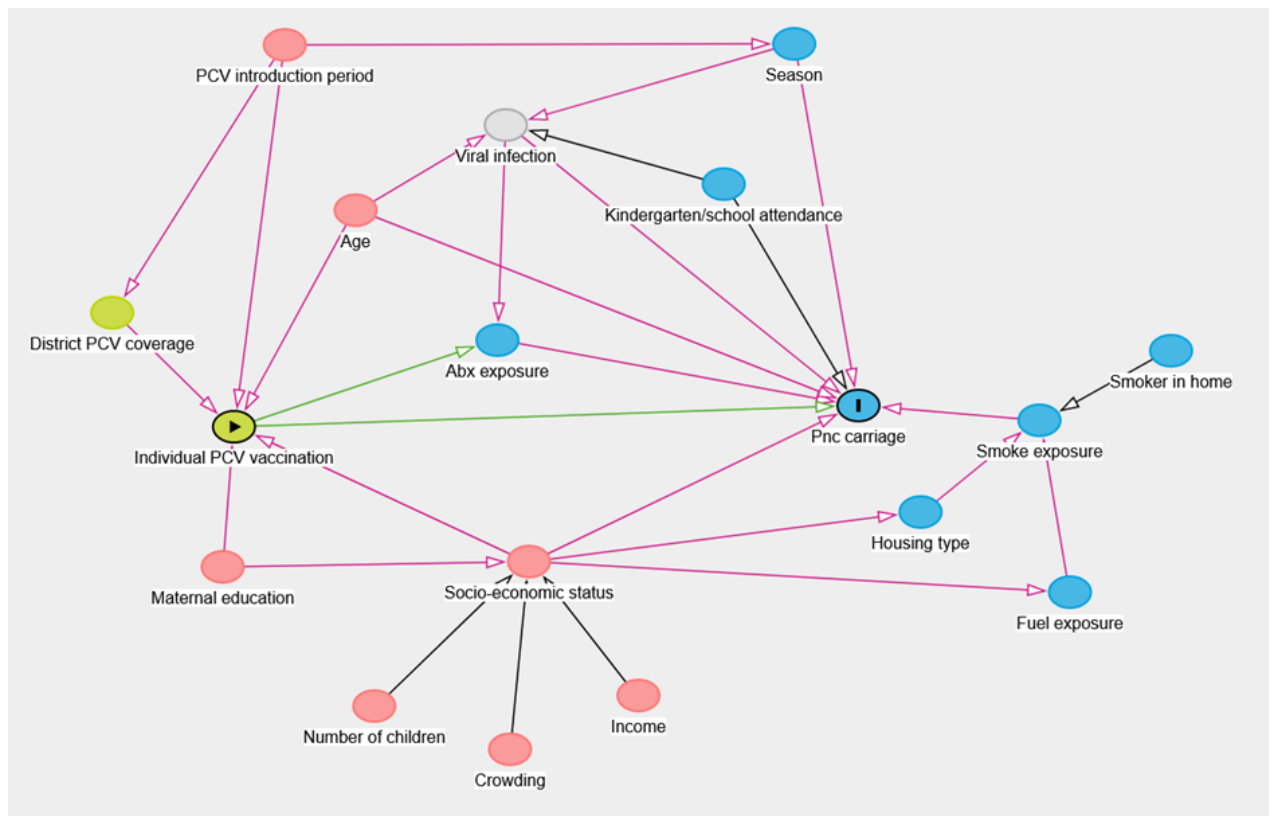 PCV introduction period
Season
Viral infection
Kindergarten/school attendance
Age
District PCV coverage
Abx exposure
Smoker in home
Pnc carriage
Smoke exposure
Individual PCV vaccination
Housing type
Maternal education
Socio-economic status
Fuel exposure
Number of children
Income
Crowding